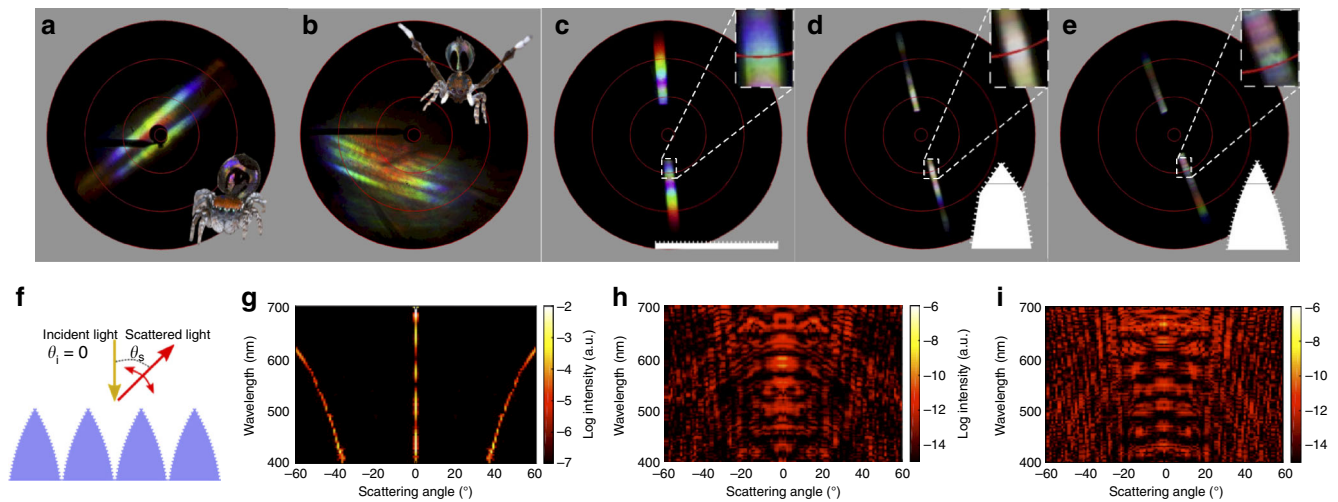 a
b
c
d
e
f
Incident light
Scattered light
θi = 0
θs
g
Wavelength (nm)
700
600
500
400
−60 −40 −20 0 20 40 60
Scattering angle (°)
−2
−3
−4
−5
−6
−7
Log intensity (a.u.)
h
Wavelength (nm)
700
600
500
400
−60 −40 −20 0 20 40 60
Scattering angle (°)
−6
−8
−10
−12
−14
Log intensity (a.u.)
i
Wavelength (nm)
700
600
500
400
−60 −40 −20 0 20 40 60
Scattering angle (°)
−6
−8
−10
−12
−14